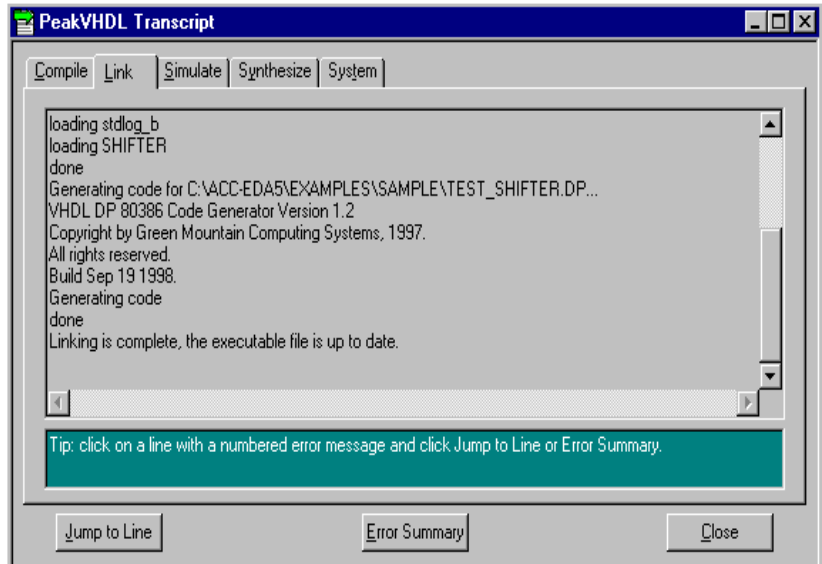 PeakVHDL Transcript
Compile Link Simulate Synthesize System
loading stdlog_b
loading SHIFTER
done
Generating code for C:\ACC-EDA5\EXAMPLES\SAMPLE\TEST_SHIFTER.DP...
VHDL DP 80386 Code Generator Version 1.2
Copyright by Green Mountain Computing Systems, 1997.
All rights reserved.
Build Sep 19 1998.
Generating code
done
Linking is complete, the executable file is up to date.
Tip: click on a line with a numbered error message and click Jump to Line or Error Summary.
Jump to Line Error Summary Close